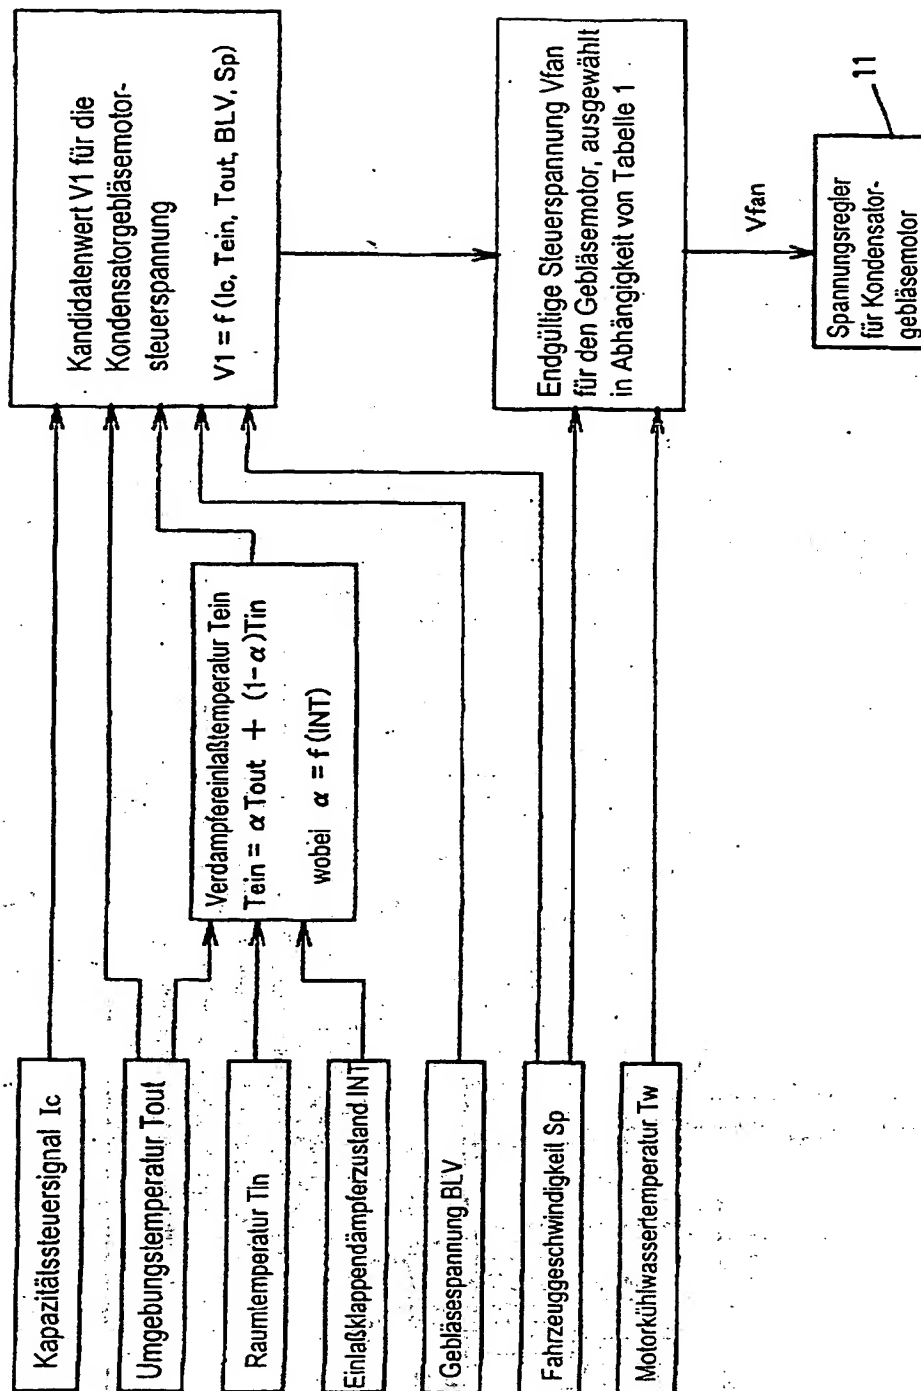 Kapazitätssteuersignal Ic
Umgebungstemperatur Tout
Raumtemperatur TIn
Einlaßklappendämpferzustand INT
Gebläsespannung BLV
Fahrzeuggeschwindigkeit Sp
Motorkühlwassertemperatur Tw
Verdampfereinlaßtemperatur Tein
Tein = α Tout + (1-α)Tin
wobei α = f(INT)
Kandidatenwert V1 für die
Kondensatorgebläsemotor-
steuerspannung
V1 = f (Ic, Tein, Tout, BLV, Sp)
Endgültige Steuerspannung Vfan
für den Gebläsemotor, ausgewählt
in Abhängigkeit von Tabelle 1
Vfan
Spannungsregler
für Kondensator-
gebläsemotor
11